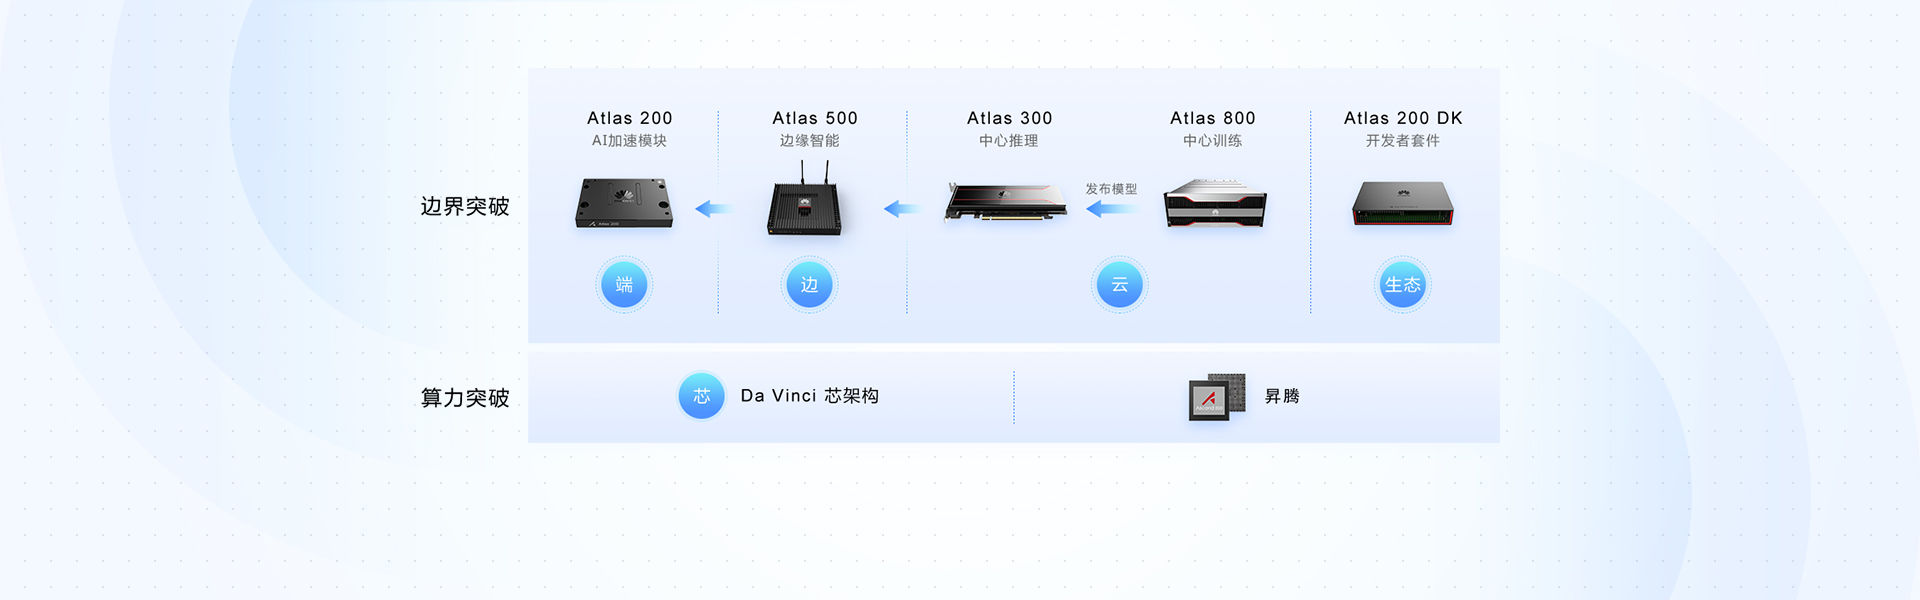 Atlas 200
AI加速模块
Atlas 500
边缘智能
Atlas 300
中心推理
Atlas 800
中心训练
Atlas 200 DK
开发者套件
边界突破
发布模型
Atlas 200
端
边
云
生态
算力突破
芯
Da Vinci 芯架构
Ascend
昇腾